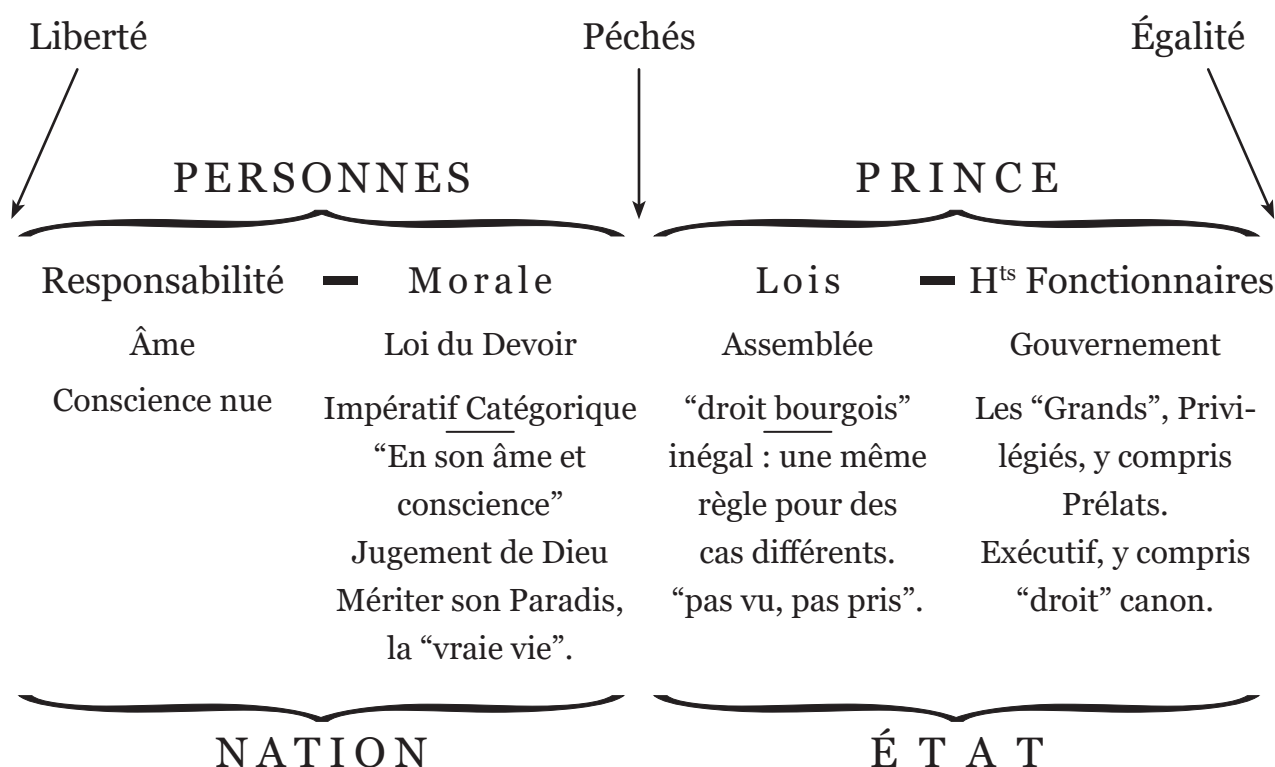 Liberté
Péchés
Égalité
PERSONNES
PRINCE
Responsabilité – Morale
Lois – Hts Fonctionnaires
Âme
Loi du Devoir
Assemblée
Gouvernement
Conscience nue
Impératif Catégorique
“En son âme et
conscience”
Jugement de Dieu
Mériter son Paradis,
la “vraie vie”.
“droit bourgois”
inégal : une même
règle pour des
cas différents.
“pas vu, pas pris”.
Les “Grands”, Privi-
légiés, y compris
Prélats.
Exécutif, y compris
“droit” canon.
NATION
ÉTAT